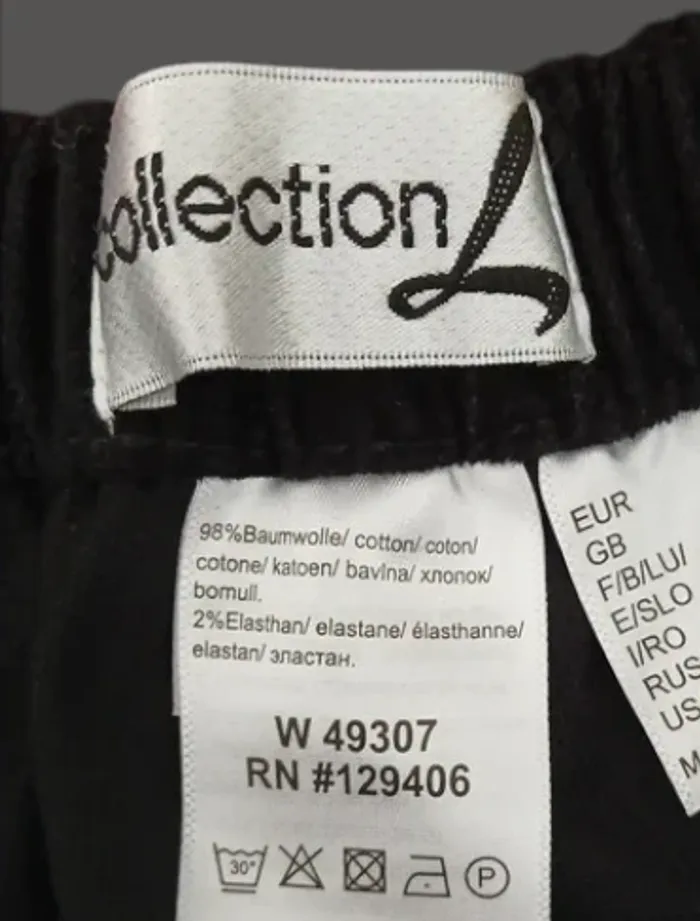 collection L
98%Baumwolle/ cotton/ coton/
cotone/ katoen/ bavlna/ хлопок/
bomull.
2%Elasthan/ elastane/ élasthanne/
elastan/ эластан.
W 49307
RN #129406
30°
P
EUR
GB
F/B/LU/
E/SLO
I/RO
RUS
US
M